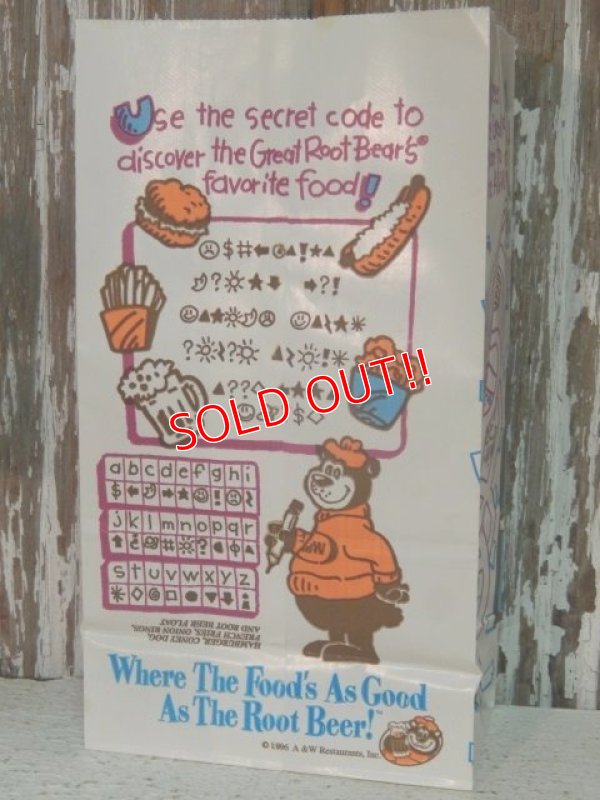 Use the secret code to
discover the Great Root Bear's®
favorite food!
SOLD OUT!!
a b c d e f g h i
j k l m n o p q r
s t u v w x y z
HAMBURGER, CONEY DOG,
FRENCH FRIES, ONION RINGS,
AND ROOT BEER FLOAT
Where The Food's As Good
As The Root Beer!™
© 1996 A&W Restaurants, Inc.